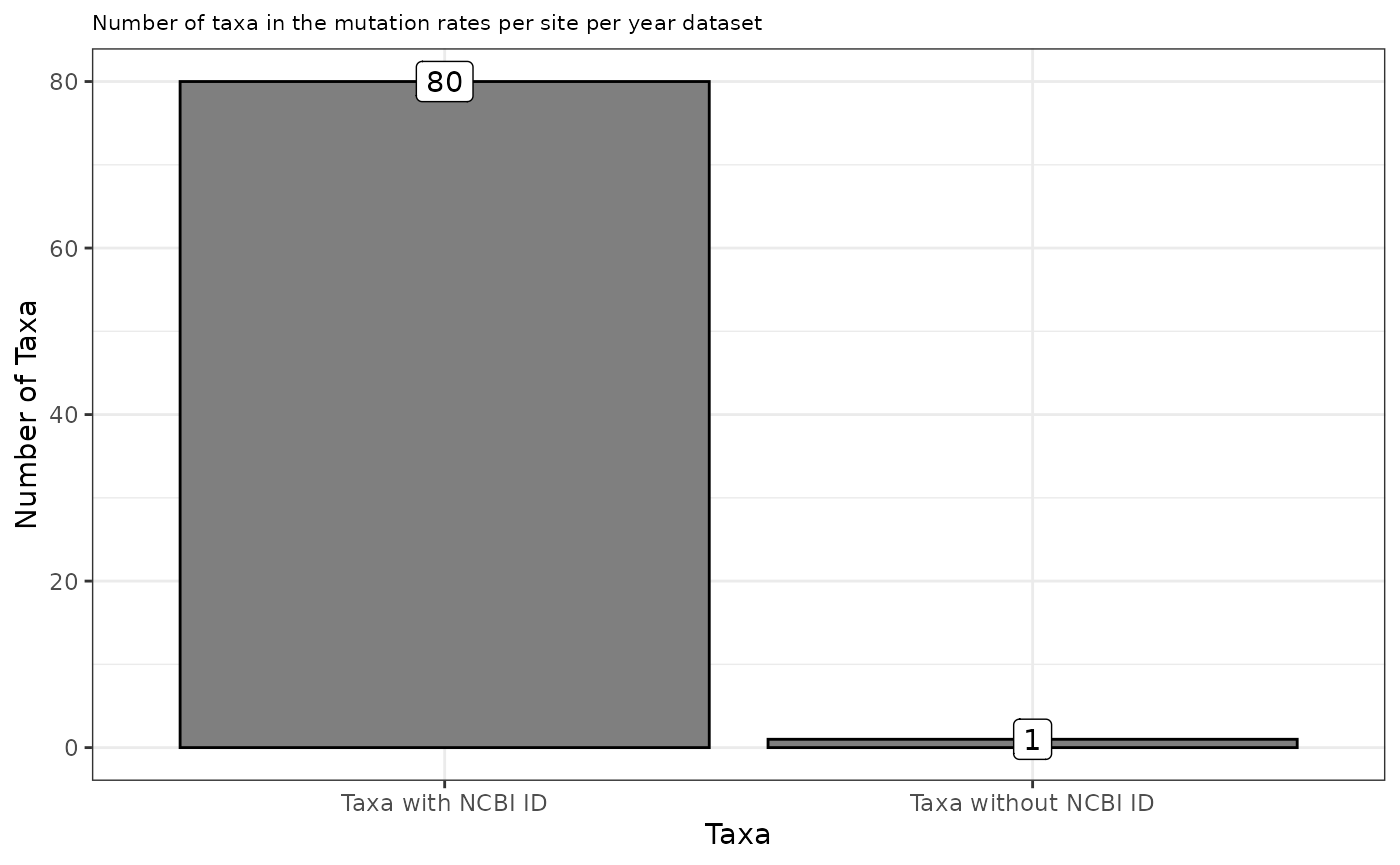 Number of taxa in the mutation rates per site per year dataset
80
60
40
20
0
Number of Taxa
80
1
Taxa with NCBI ID
Taxa without NCBI ID
Taxa